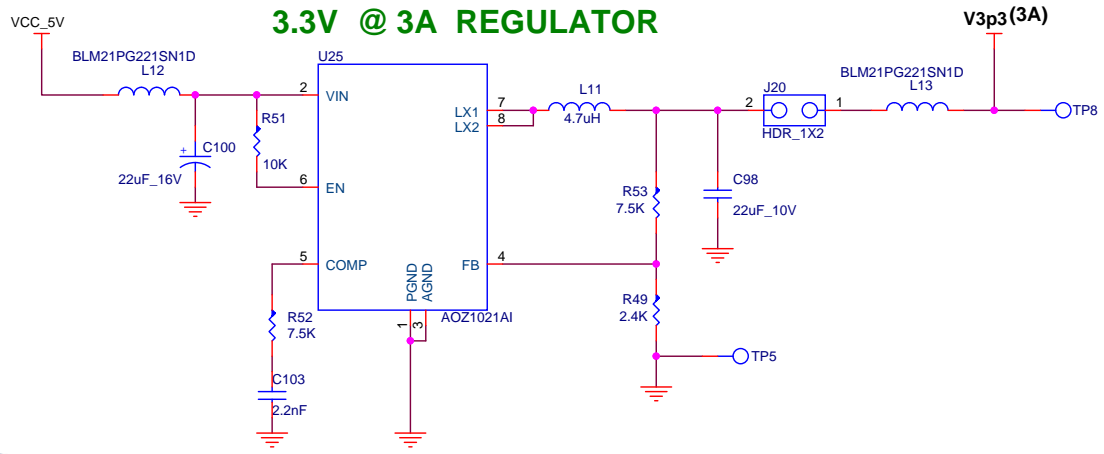 3.3V @ 3A REGULATOR
VCC_5V
V3p3 (3A)
BLM21PG221SN1D
L12
U25
2
VIN
R51
10K
C100
+
22uF_16V
6
EN
5
COMP
R52
7.5K
C103
2.2nF
PGND
AGND
1
3
AOZ1021AI
LX1
7
LX2
8
FB
4
L11
4.7uH
R53
7.5K
C98
22uF_10V
R49
2.4K
TP5
J20
2
1
HDR_1X2
BLM21PG221SN1D
L13
TP8